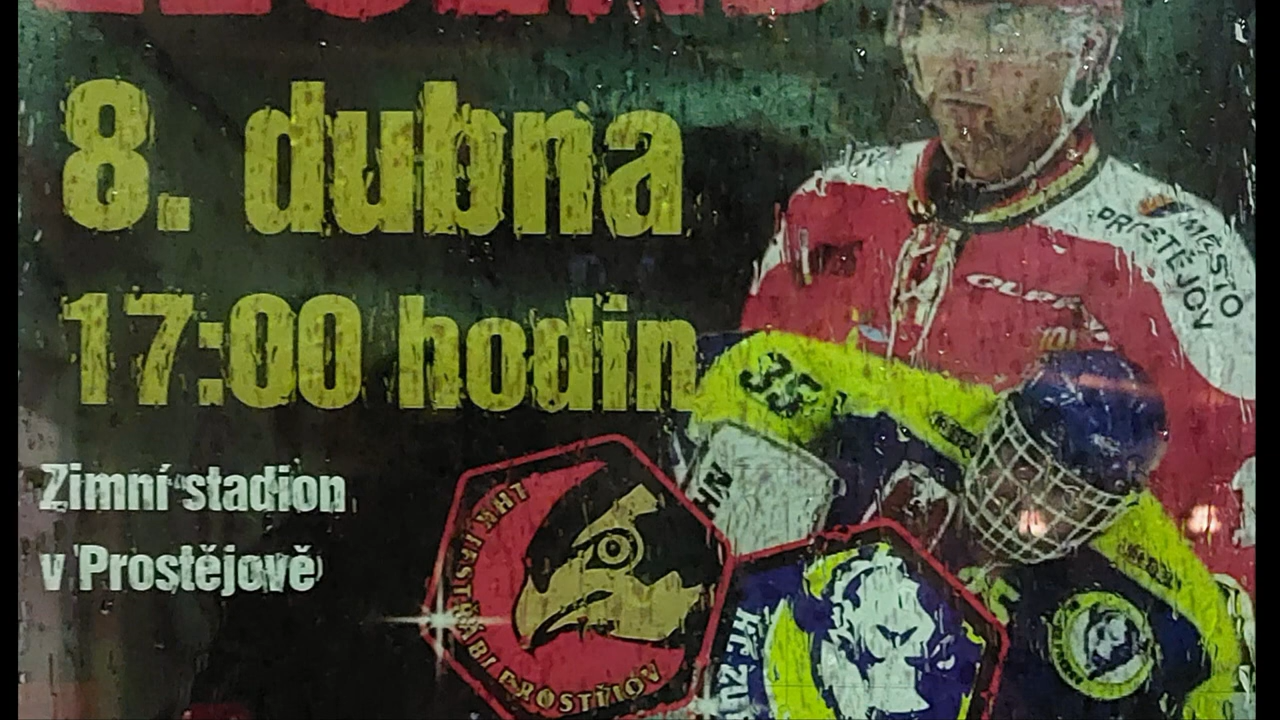 8. dubna
17:00 hodin
Zimní stadion
v Prostějově
MĚSTO
PROSTĚJOV
35
LHK JESTŘÁBI PROSTĚJOV